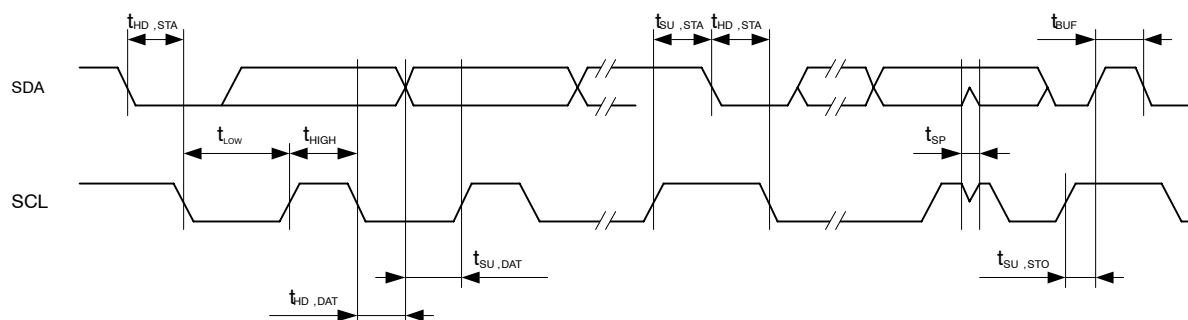 tHD,STA
tSU,STA
tHD,STA
tBUF
SDA
tLOW
tHIGH
tSP
SCL
tSU,DAT
tSU,STO
tHD,DAT